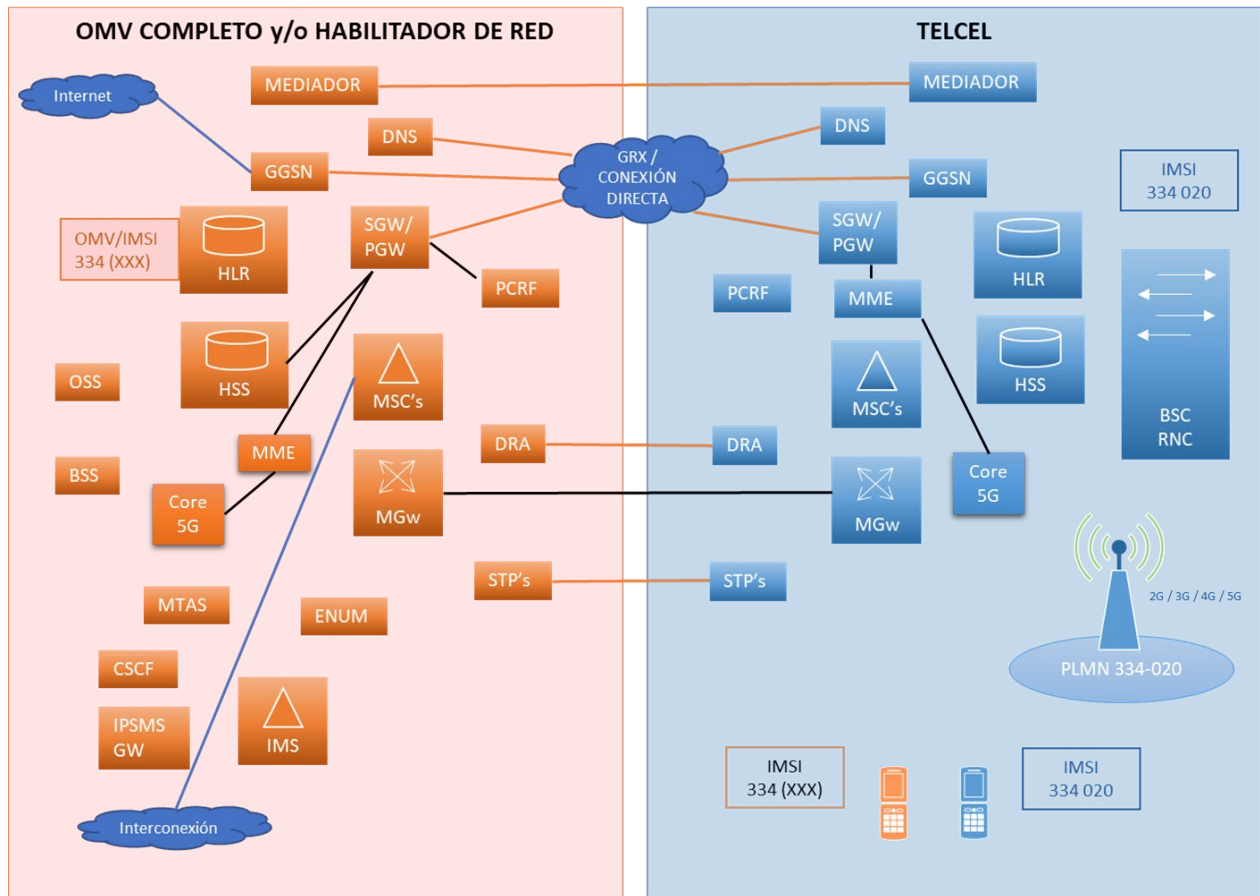 OMV COMPLETO y/o HABILITADOR DE RED
Internet
MEDIADOR
DNS
GGSN
OMV/IMSI
334 (XXX)
HLR
SGW/
PGW
PCRF
HSS
OSS
MSC's
MME
DRA
BSS
Core
5G
MGw
STP's
MTAS
ENUM
CSCF
IPSMS
GW
IMS
Interconexión
GRX /
CONEXIÓN
DIRECTA
TELCEL
MEDIADOR
DNS
GGSN
IMSI
334 020
SGW/
PGW
HLR
PCRF
MME
HSS
MSC's
BSC
RNC
DRA
Core
5G
MGw
STP's
2G / 3G / 4G / 5G
PLMN 334-020
IMSI
334 (XXX)
IMSI
334 020